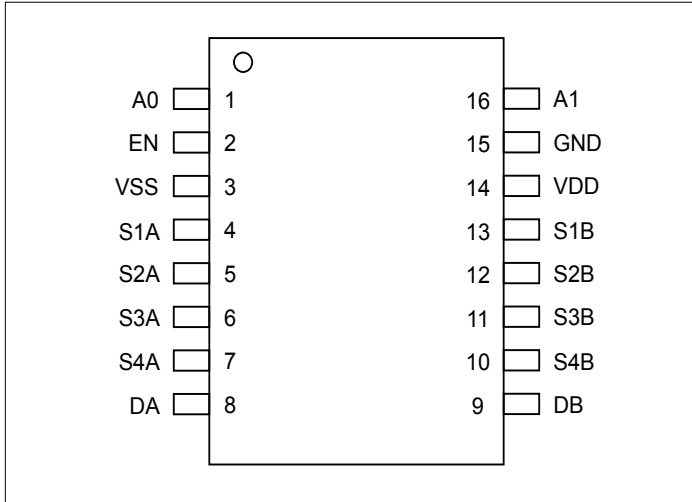 A0 1 16 A1
EN 2 15 GND
VSS 3 14 VDD
S1A 4 13 S1B
S2A 5 12 S2B
S3A 6 11 S3B
S4A 7 10 S4B
DA 8 9 DB